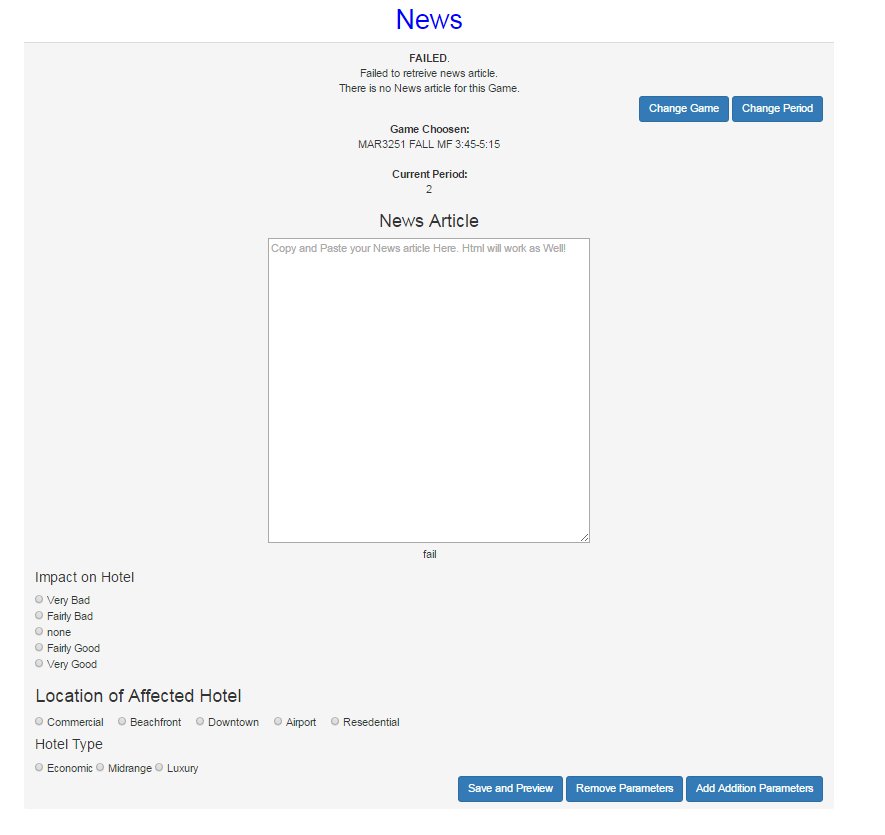 News
FAILED.
Failed to retreive news article.
There is no News article for this Game.
Change Game Change Period
Game Choosen:
MAR3251 FALL MF 3:45-5:15
Current Period:
2
News Article
Copy and Paste your News article Here. Html will work as Well!
fail
Impact on Hotel
Very Bad
Fairly Bad
none
Fairly Good
Very Good
Location of Affected Hotel
Commercial Beachfront Downtown Airport Resedential
Hotel Type
Economic Midrange Luxury
Save and Preview Remove Parameters Add Addition Parameters